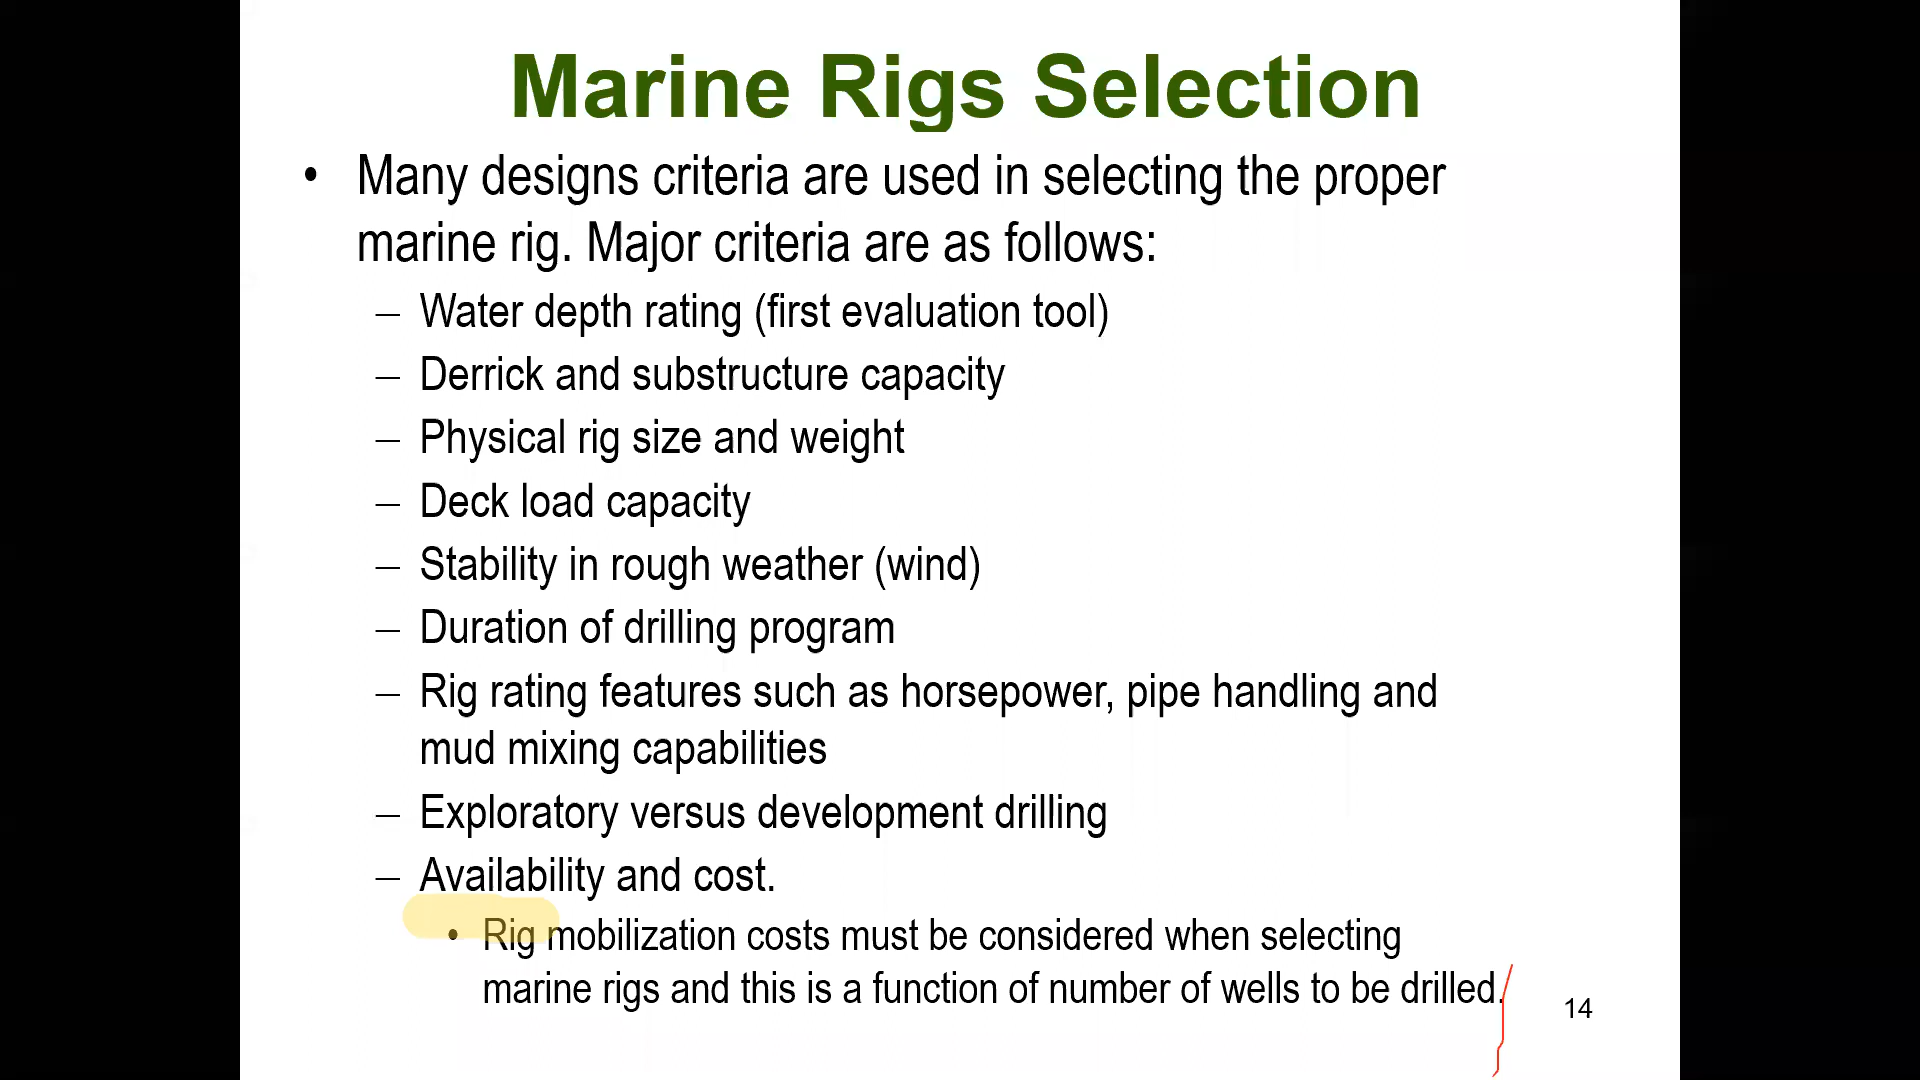 Marine Rigs Selection
• Many designs criteria are used in selecting the proper
marine rig. Major criteria are as follows:
– Water depth rating (first evaluation tool)
– Derrick and substructure capacity
– Physical rig size and weight
– Deck load capacity
– Stability in rough weather (wind)
– Duration of drilling program
– Rig rating features such as horsepower, pipe handling and
mud mixing capabilities
– Exploratory versus development drilling
– Availability and cost.
• Rig mobilization costs must be considered when selecting
marine rigs and this is a function of number of wells to be drilled.
14